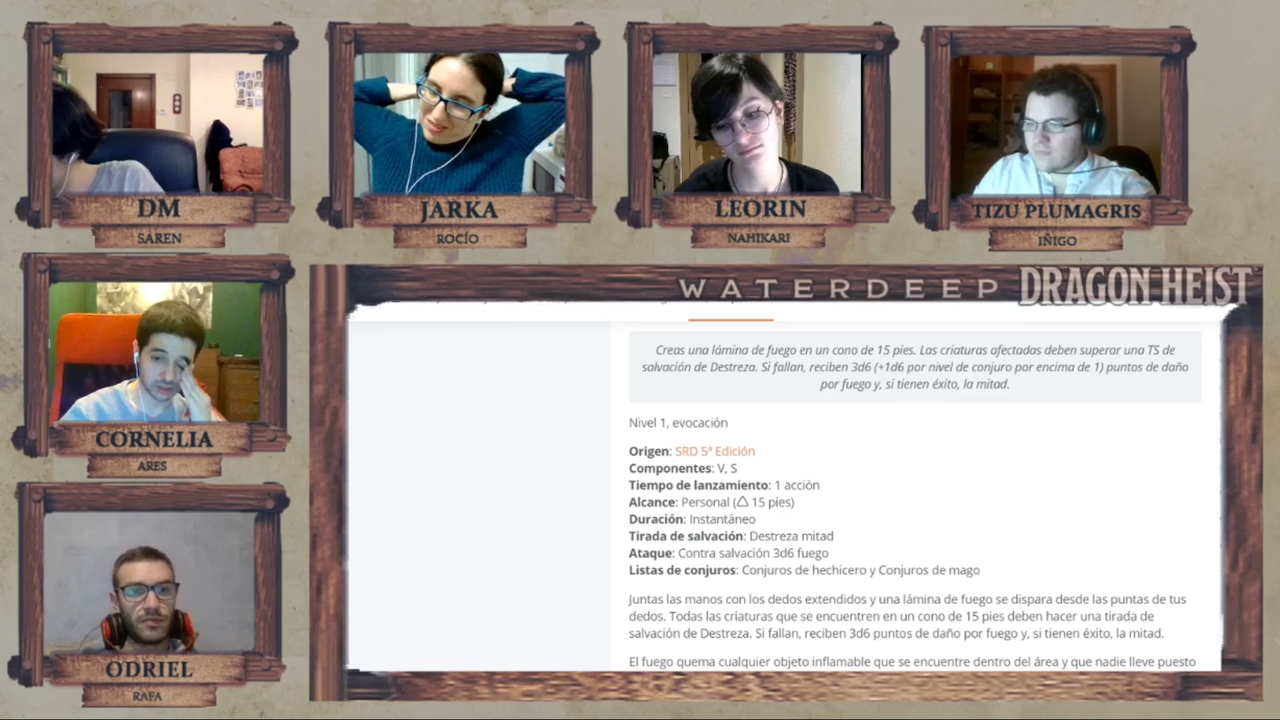 DM
SAREN
JARKA
ROCÍO
LEORIN
NAHIKARI
TIZU PLUMAGRIS
IÑIGO
CORNELIA
ARES
ODRIEL
RAFA
WATERDEEP DRAGON HEIST
Creas una lámina de fuego en un cono de 15 pies. Las criaturas afectadas deben superar una TS de
salvación de Destreza. Si fallan, reciben 3d6 (+1d6 por nivel de conjuro por encima de 1) puntos de daño
por fuego y, si tienen éxito, la mitad.
Nivel 1, evocación
Origen: SRD 5ª Edición
Componentes: V, S
Tiempo de lanzamiento: 1 acción
Alcance: Personal (△ 15 pies)
Duración: Instantáneo
Tirada de salvación: Destreza mitad
Ataque: Contra salvación 3d6 fuego
Listas de conjuros: Conjuros de hechicero y Conjuros de mago
Juntas las manos con los dedos extendidos y una lámina de fuego se dispara desde las puntas de tus
dedos. Todas las criaturas que se encuentren en un cono de 15 pies deben hacer una tirada de
salvación de Destreza. Si fallan, reciben 3d6 puntos de daño por fuego y, si tienen éxito, la mitad.
El fuego quema cualquier objeto inflamable que se encuentre dentro del área y que nadie lleve puesto